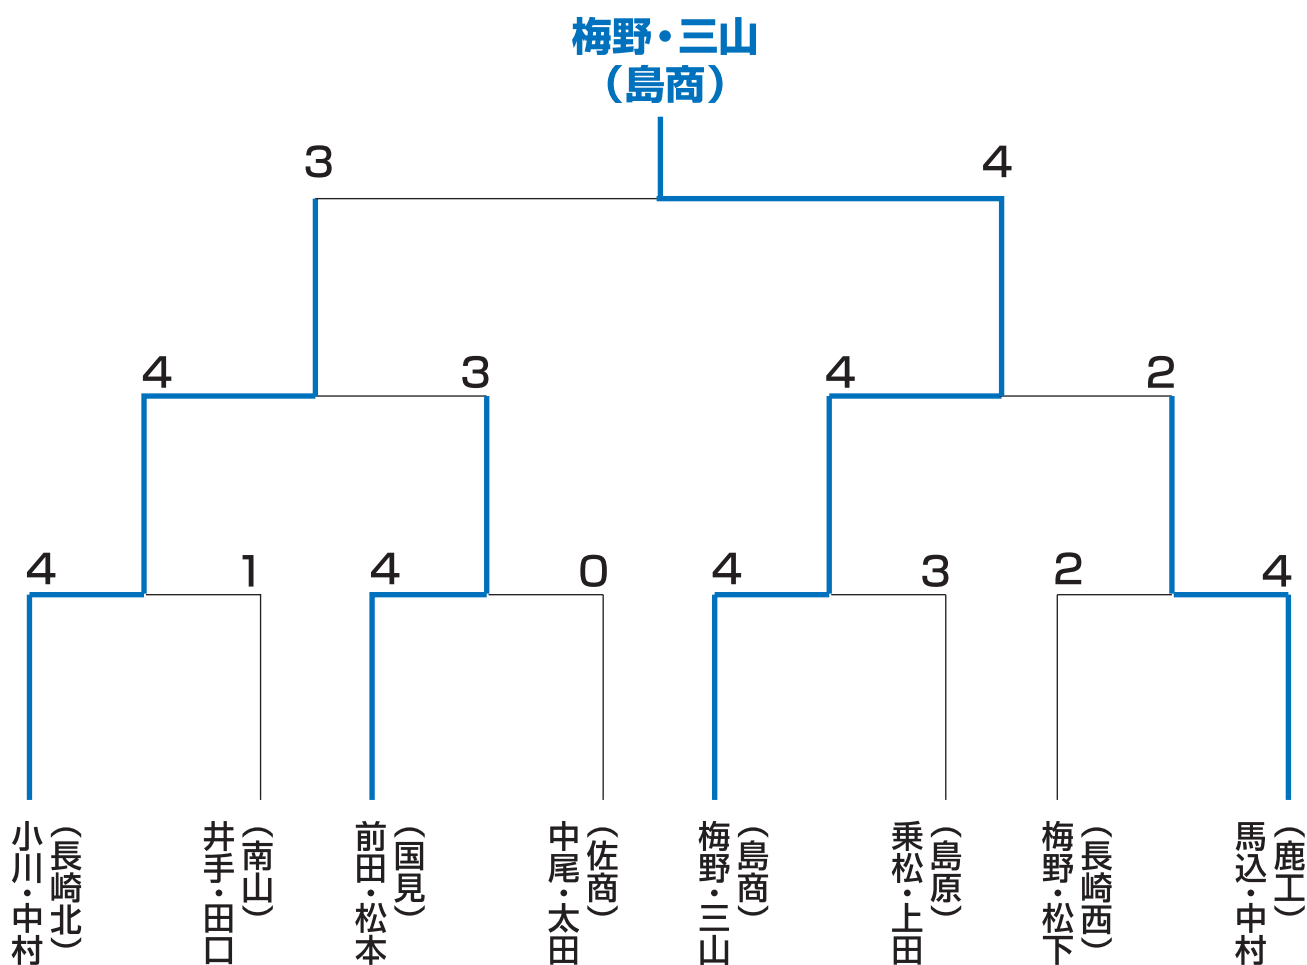 梅野・三山
（島商）
3
4
4
3
4
2
4
1
4
0
4
3
2
4
小川・中村
（長崎北）
井手・田口
（南山）
前田・松本
（国見）
中尾・太田
（佐商）
梅野・三山
（島商）
乗松・上田
（島原）
梅野・松下
（長崎西）
馬込・中村
（鹿工）